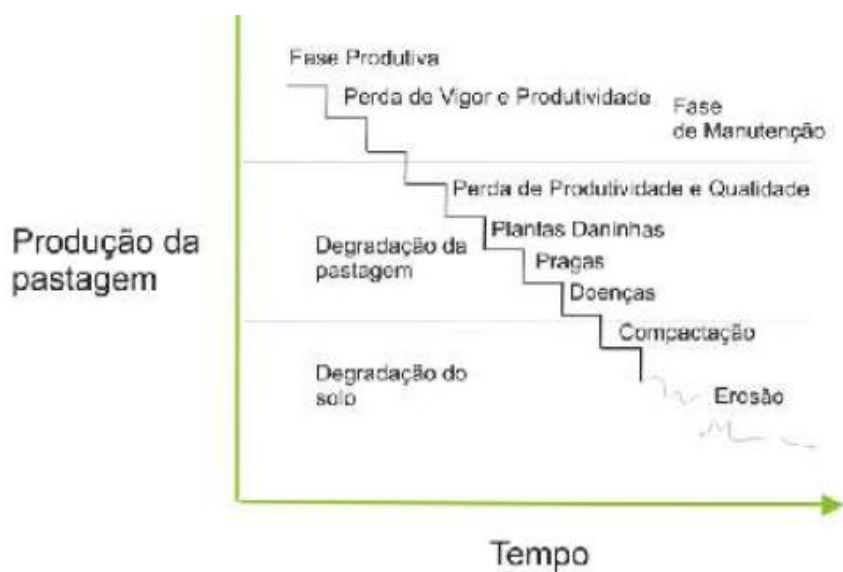 Fase Produtiva
Perda de Vigor e Produtividade
Fase
de Manutenção
Perda de Produtividade e Qualidade
Produção da
pastagem
Degradação da
pastagem
Plantas Daninhas
Pragas
Doenças
Compactação
Degradação do
solo
Erosão
Tempo